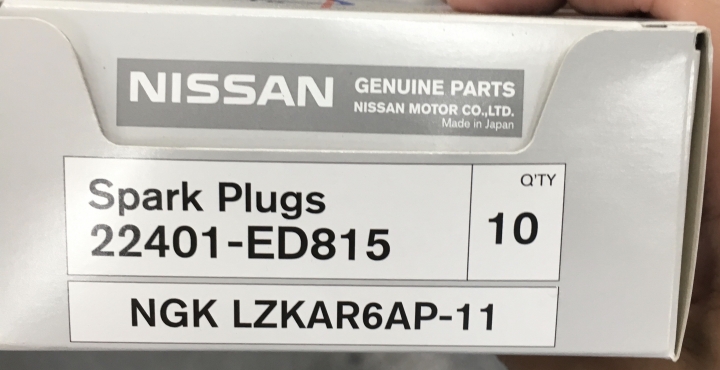 NISSAN
GENUINE PARTS
NISSAN MOTOR CO.,LTD.
Made in Japan
Spark Plugs
22401-ED815
Q'TY
10
NGK LZKAR6AP-11